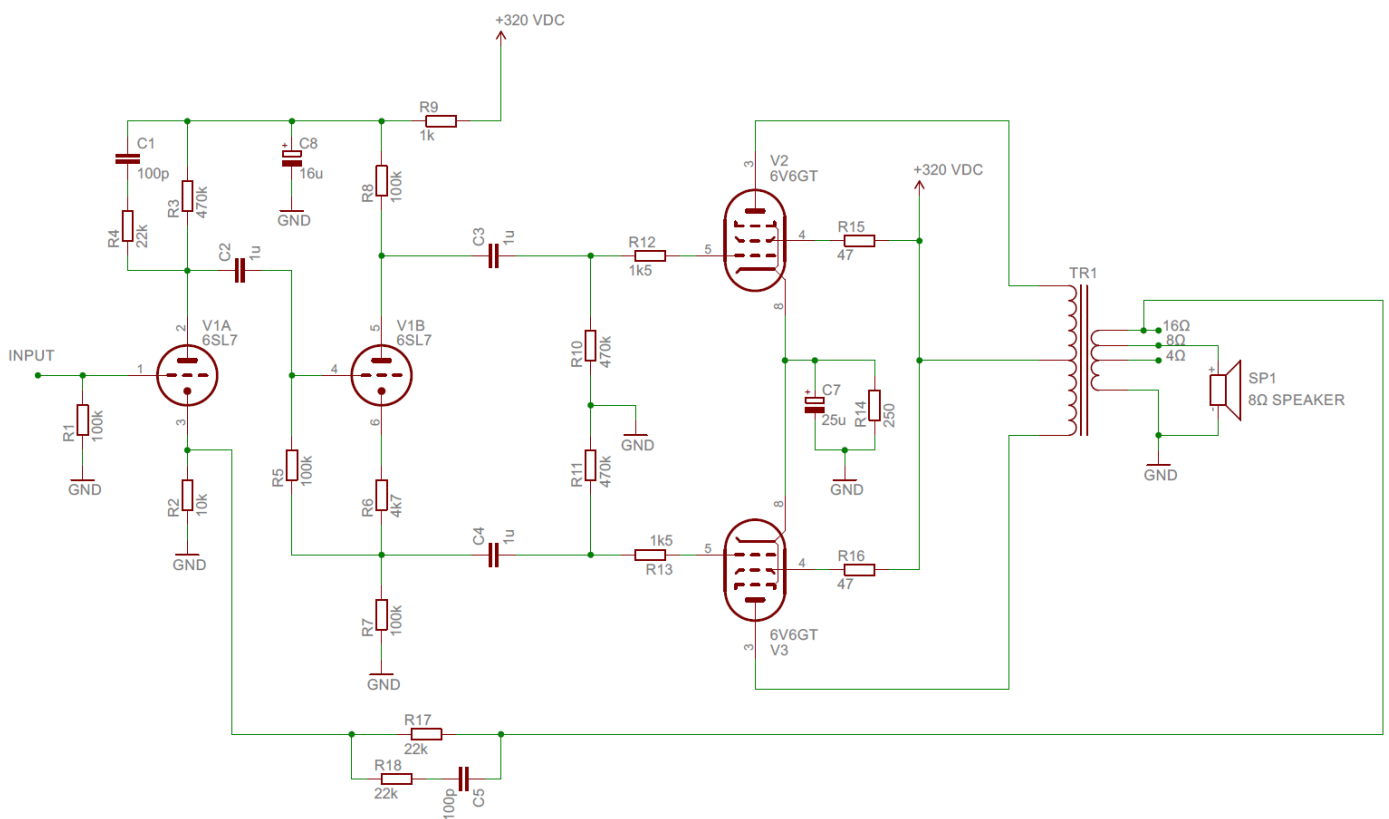 +320 VDC
R9
1k
C1
100p
C8
+
16u
GND
R3
470k
R4
22k
R8
100k
C2
1u
C3
1u
R12
1k5
V2
6V6GT
3
5
4
8
R15
47
+320 VDC
TR1
16Ω
8Ω
4Ω
+
-
SP1
8Ω SPEAKER
GND
INPUT
1
2
3
V1A
6SL7
R1
100k
GND
R2
10k
GND
4
5
6
V1B
6SL7
R5
100k
R6
4k7
R7
100k
GND
R10
470k
GND
R11
470k
C4
1u
1k5
R13
+
C7
25u
R14
250
GND
8
5
4
3
R16
47
6V6GT
V3
R17
22k
R18
22k
100p
C5